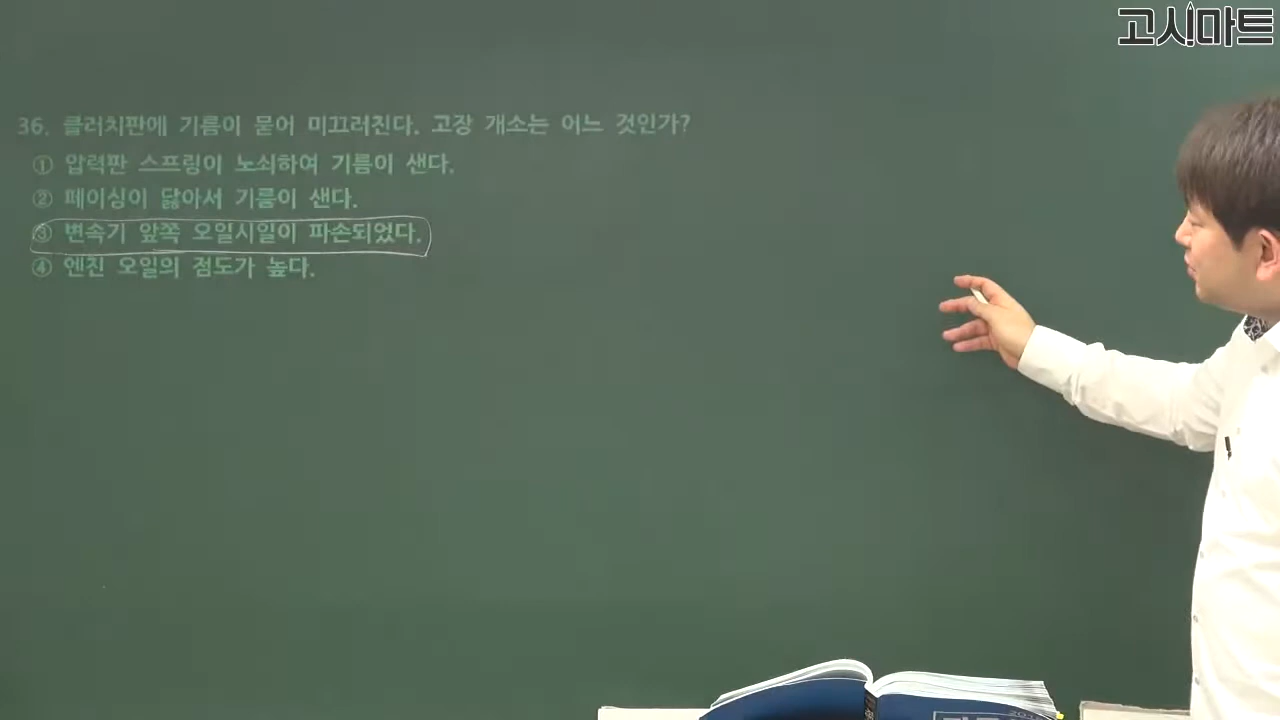 고시마트
36. 클러치판에 기름이 묻어 미끄러진다. 고장 개소는 어느 것인가?
① 압력판 스프링이 노쇠하여 기름이 샌다.
② 페이싱이 닳아서 기름이 샌다.
③ 변속기 앞쪽 오일시일이 파손되었다.
④ 엔진 오일의 점도가 높다.